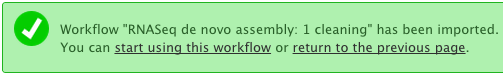 Workflow "RNASeq de novo assembly: 1 cleaning" has been imported.
You can start using this workflow or return to the previous page.